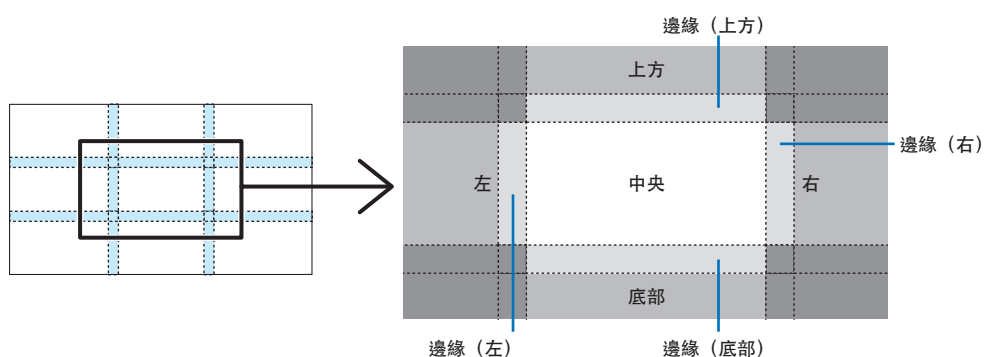 邊緣（上方）
上方
邊緣（右）
左
中央
右
底部
邊緣（左）
邊緣（底部）